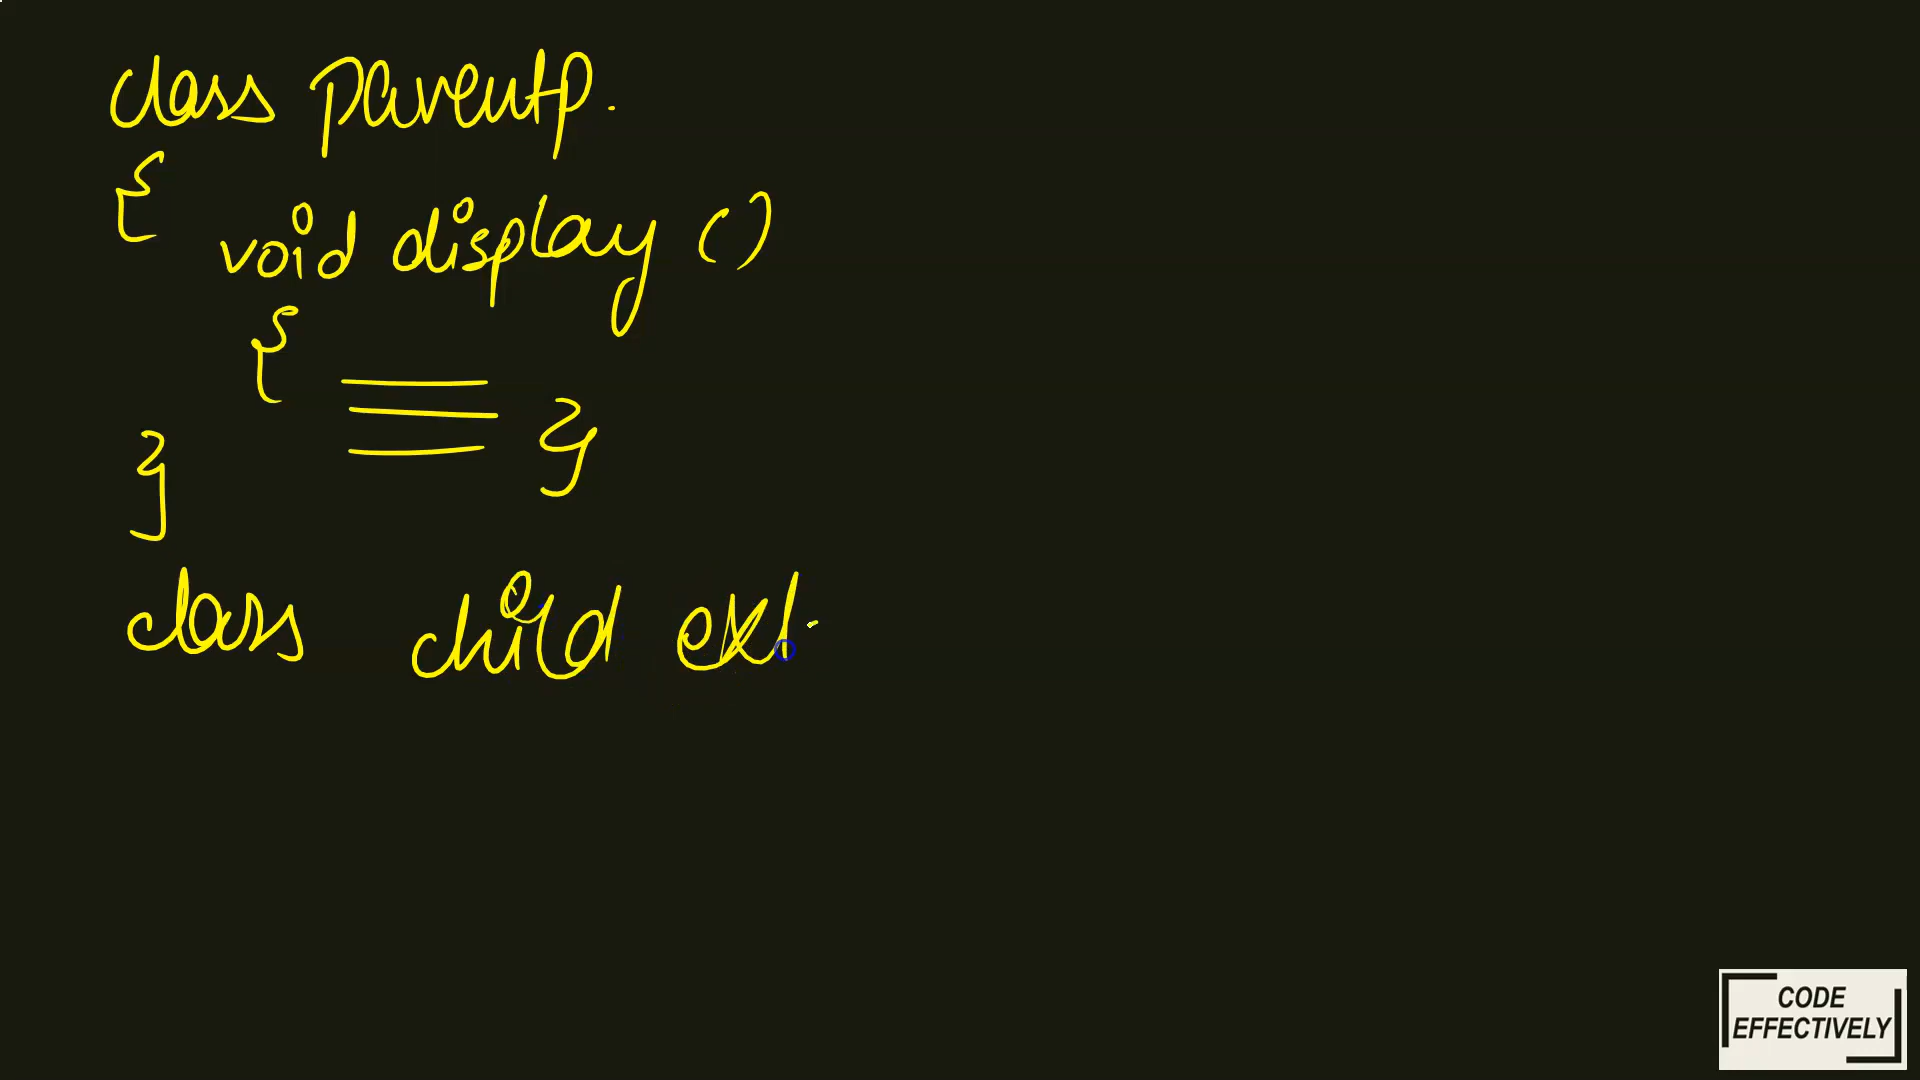 class parentp.
{
void display ()
{
}
}
class child ext
CODE
EFFECTIVELY